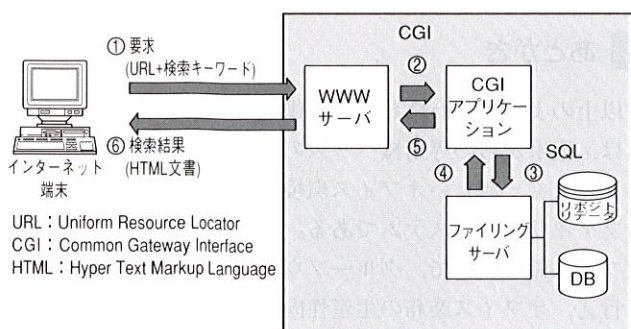 CGI
① 要求
(URL+検索キーワード)
②
WWW
サーバ
CGI
アプリケー
ション
⑥ 検索結果
(HTML文書)
⑤
インターネット
端末
SQL
④
③
ファイリング
サーバ
リポジト
リデータ
DB
URL：Uniform Resource Locator
CGI：Common Gateway Interface
HTML：Hyper Text Markup Language